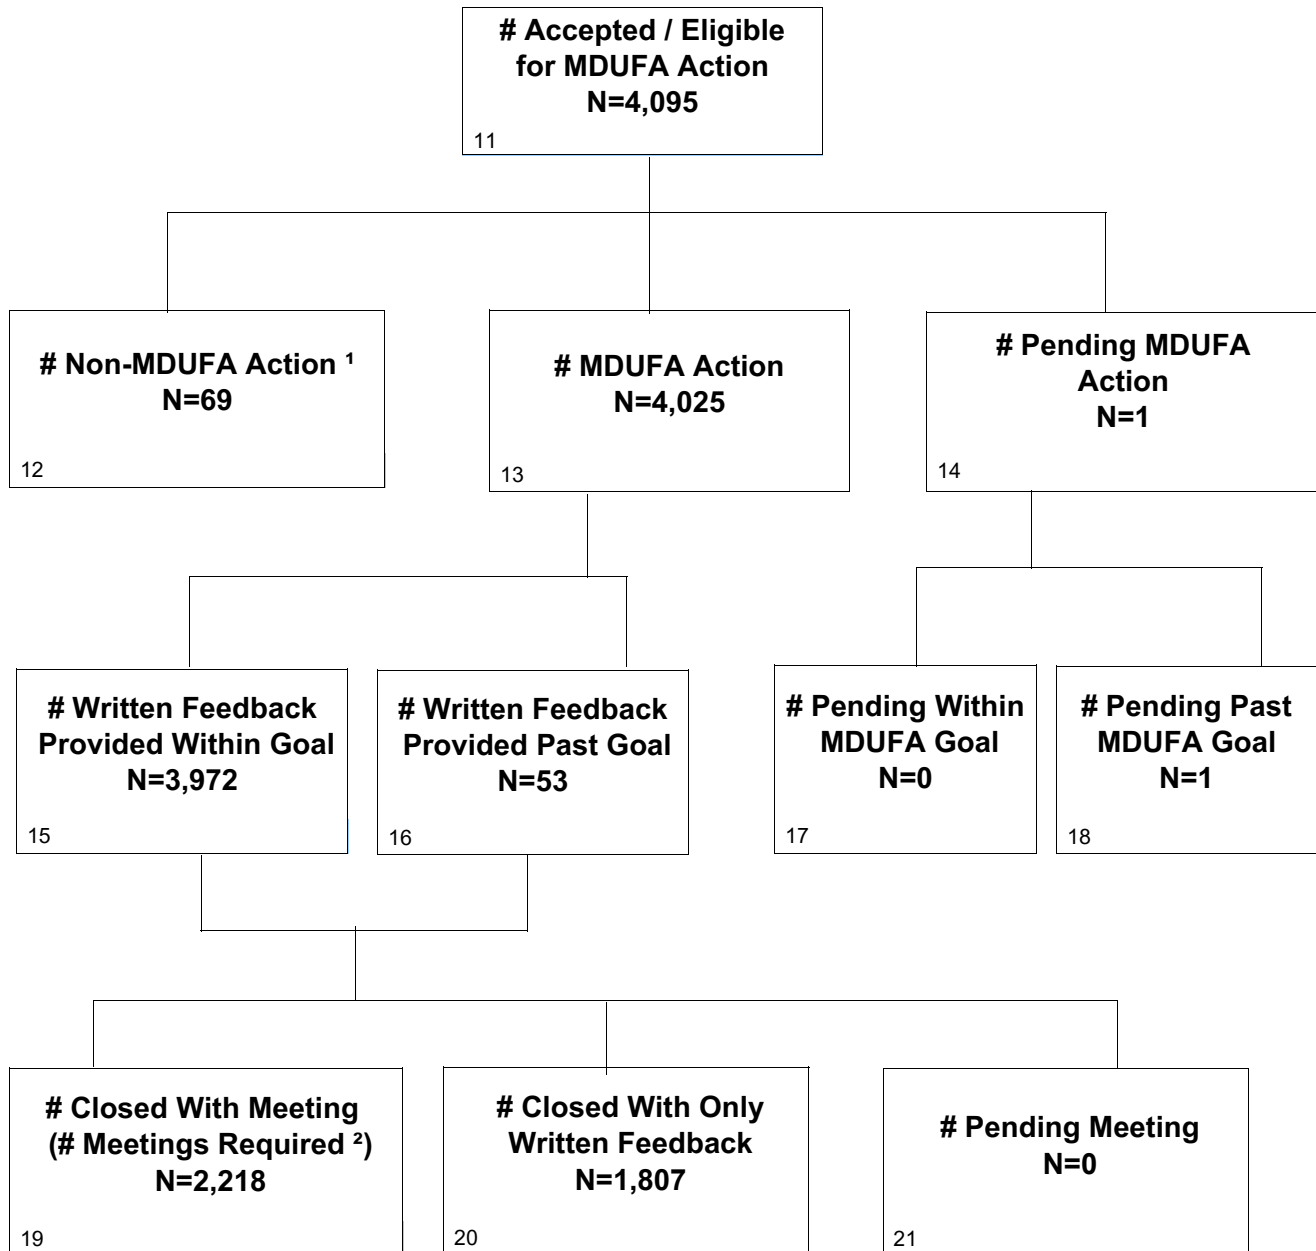 # Accepted / Eligible
for MDUFA Action
N=4,095
11
# Non-MDUFA Action ¹
N=69
12
# MDUFA Action
N=4,025
13
# Pending MDUFA
Action
N=1
14
# Written Feedback
Provided Within Goal
N=3,972
15
# Written Feedback
Provided Past Goal
N=53
16
# Pending Within
MDUFA Goal
N=0
17
# Pending Past
MDUFA Goal
N=1
18
# Closed With Meeting
(# Meetings Required ²)
N=2,218
19
# Closed With Only
Written Feedback
N=1,807
20
# Pending Meeting
N=0
21